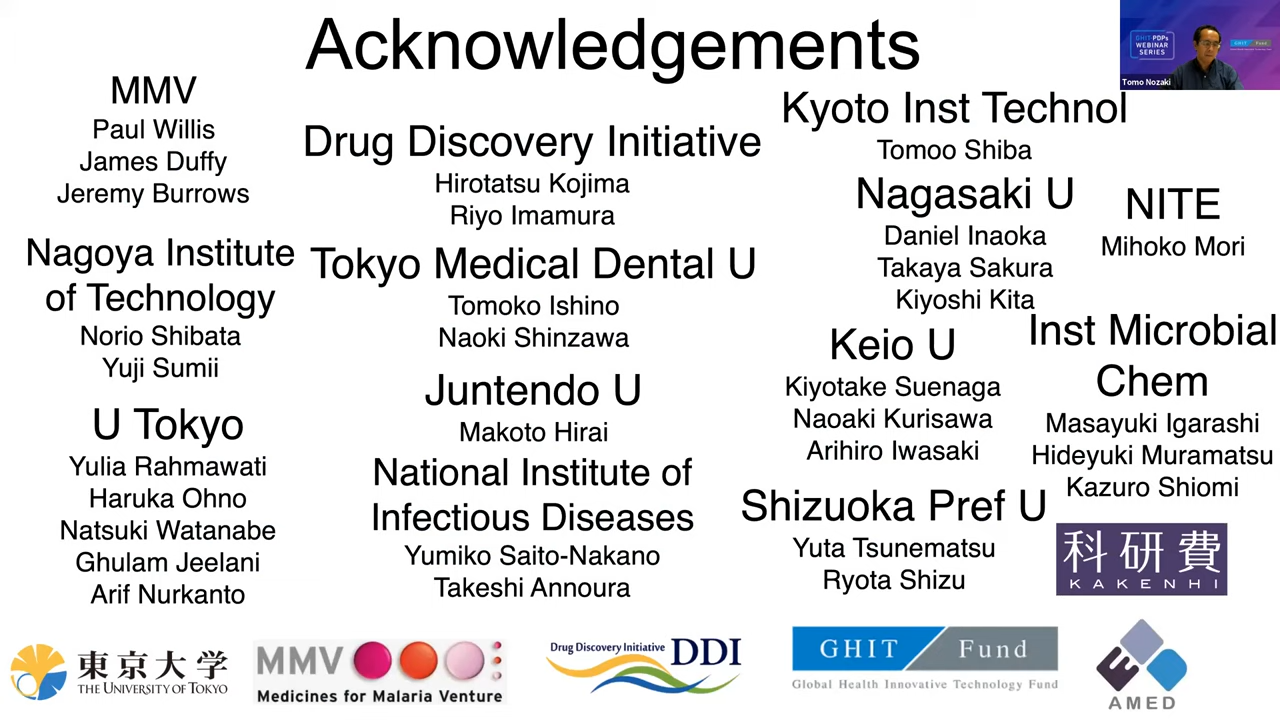 Acknowledgements
GHIT-PDPs
WEBINAR
SERIES
GHIT Fund
Tomo Nozaki
MMV
Paul Willis
James Duffy
Jeremy Burrows
Nagoya Institute
of Technology
Norio Shibata
Yuji Sumii
U Tokyo
Yulia Rahmawati
Haruka Ohno
Natsuki Watanabe
Ghulam Jeelani
Arif Nurkanto
Drug Discovery Initiative
Hirotatsu Kojima
Riyo Imamura
Tokyo Medical Dental U
Tomoko Ishino
Naoki Shinzawa
Juntendo U
Makoto Hirai
National Institute of
Infectious Diseases
Yumiko Saito-Nakano
Takeshi Annoura
Kyoto Inst Technol
Tomoo Shiba
Nagasaki U
Daniel Inaoka
Takaya Sakura
Kiyoshi Kita
Keio U
Kiyotake Suenaga
Naoaki Kurisawa
Arihiro Iwasaki
Shizuoka Pref U
Yuta Tsunematsu
Ryota Shizu
NITE
Mihoko Mori
Inst Microbial
Chem
Masayuki Igarashi
Hideyuki Muramatsu
Kazuro Shiomi
科研費
KAKENHI
東京大学
THE UNIVERSITY OF TOKYO
MMV
Medicines for Malaria Venture
Drug Discovery Initiative DDI
GHIT Fund
Global Health Innovative Technology Fund
AMED